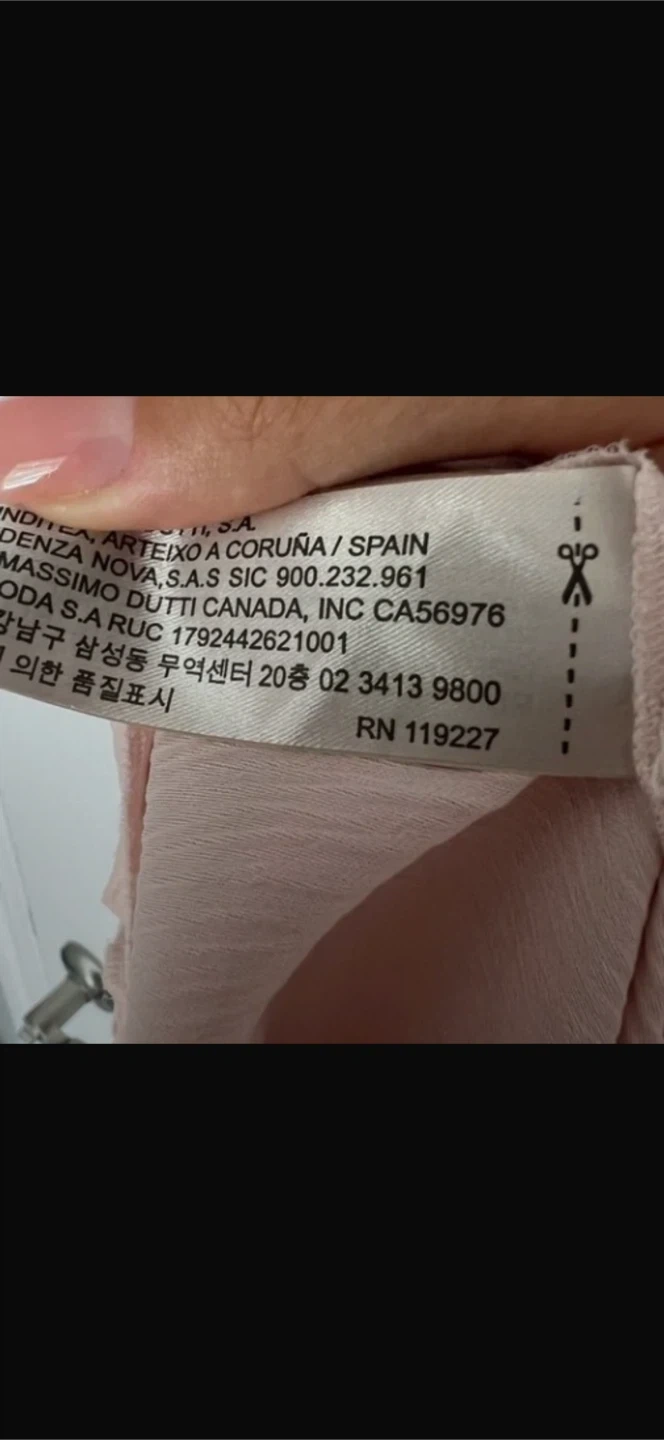 S.A.
ARTEIXO A CORUÑA / SPAIN
DENZA NOVA,S.A.S SIC 900.232.961
MASSIMO DUTTI CANADA, INC CA56976
ODA S.A RUC 1792442621001
강남구 삼성동 무역센터 20층 02 3413 9800
의한 품질표시
RN 119227